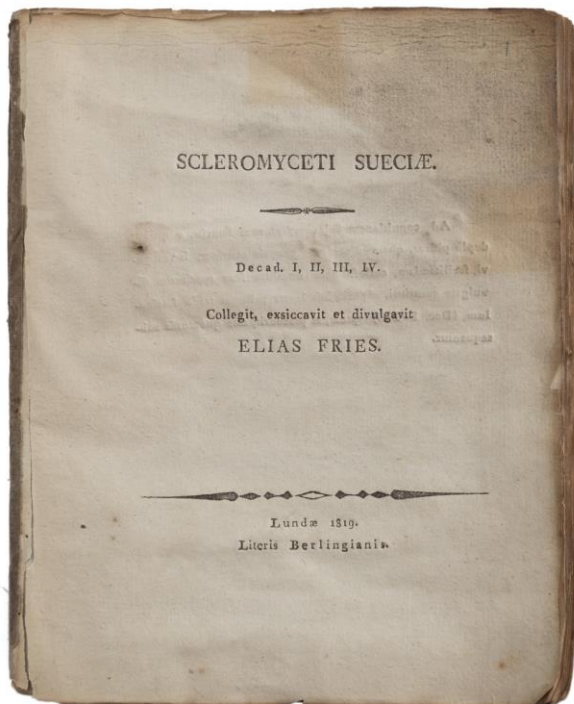 SCLEROMYCETI SUECIÆ.
Decad. I, II, III, IV.
Collegit, exsiccavit et divulgavit
ELIAS FRIES.
Lundæ 1819.
Literis Berlingianis.